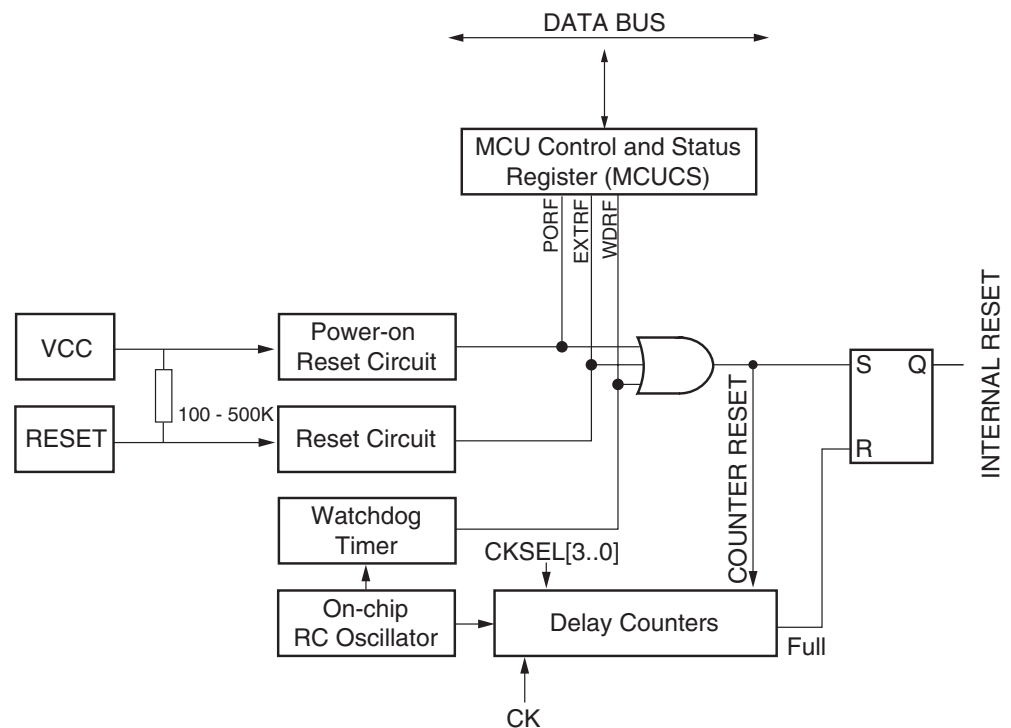 DATA BUS
MCU Control and Status
Register (MCUCS)
PORF
EXTRF
WDRF
VCC
Power-on
Reset Circuit
100 - 500K
RESET
Reset Circuit
Watchdog
Timer
On-chip
RC Oscillator
CKSEL[3..0]
Delay Counters
CK
COUNTER RESET
Full
S
Q
R
INTERNAL RESET